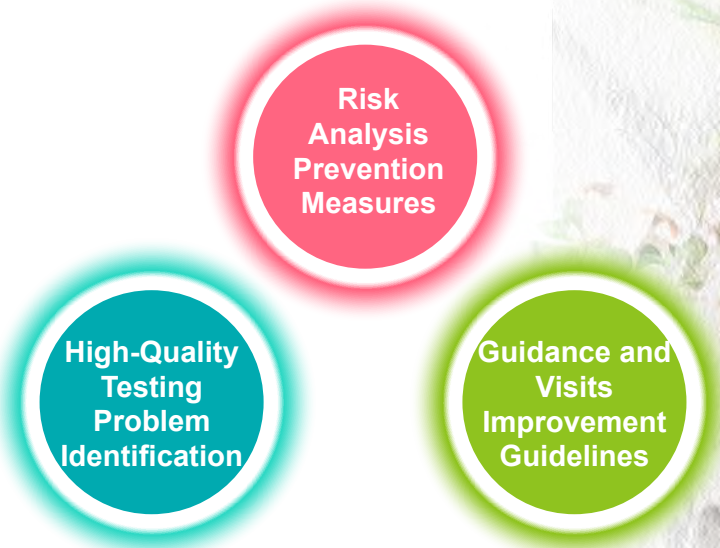 Risk
Analysis
Prevention
Measures
High-Quality
Testing
Problem
Identification
Guidance and
Visits
Improvement
Guidelines